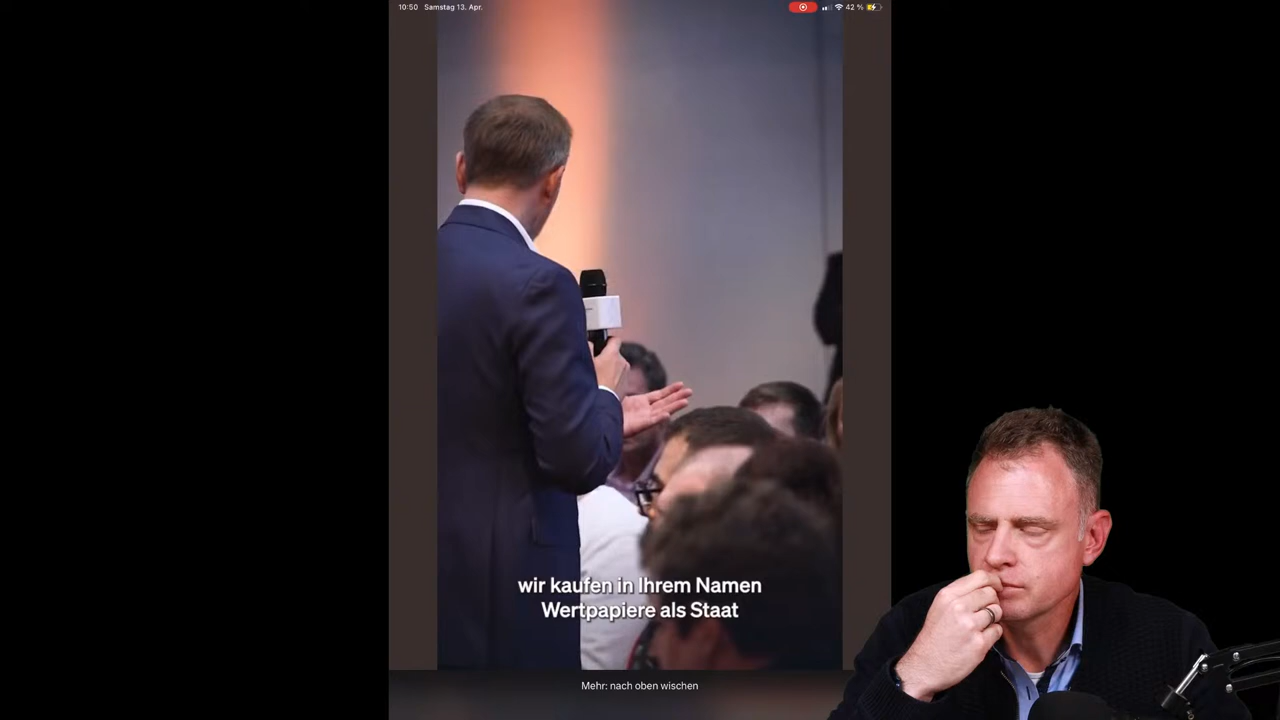 10:50 Samstag 13. Apr. 42 %
wir kaufen in Ihrem Namen
Wertpapiere als Staat
Mehr: nach oben wischen